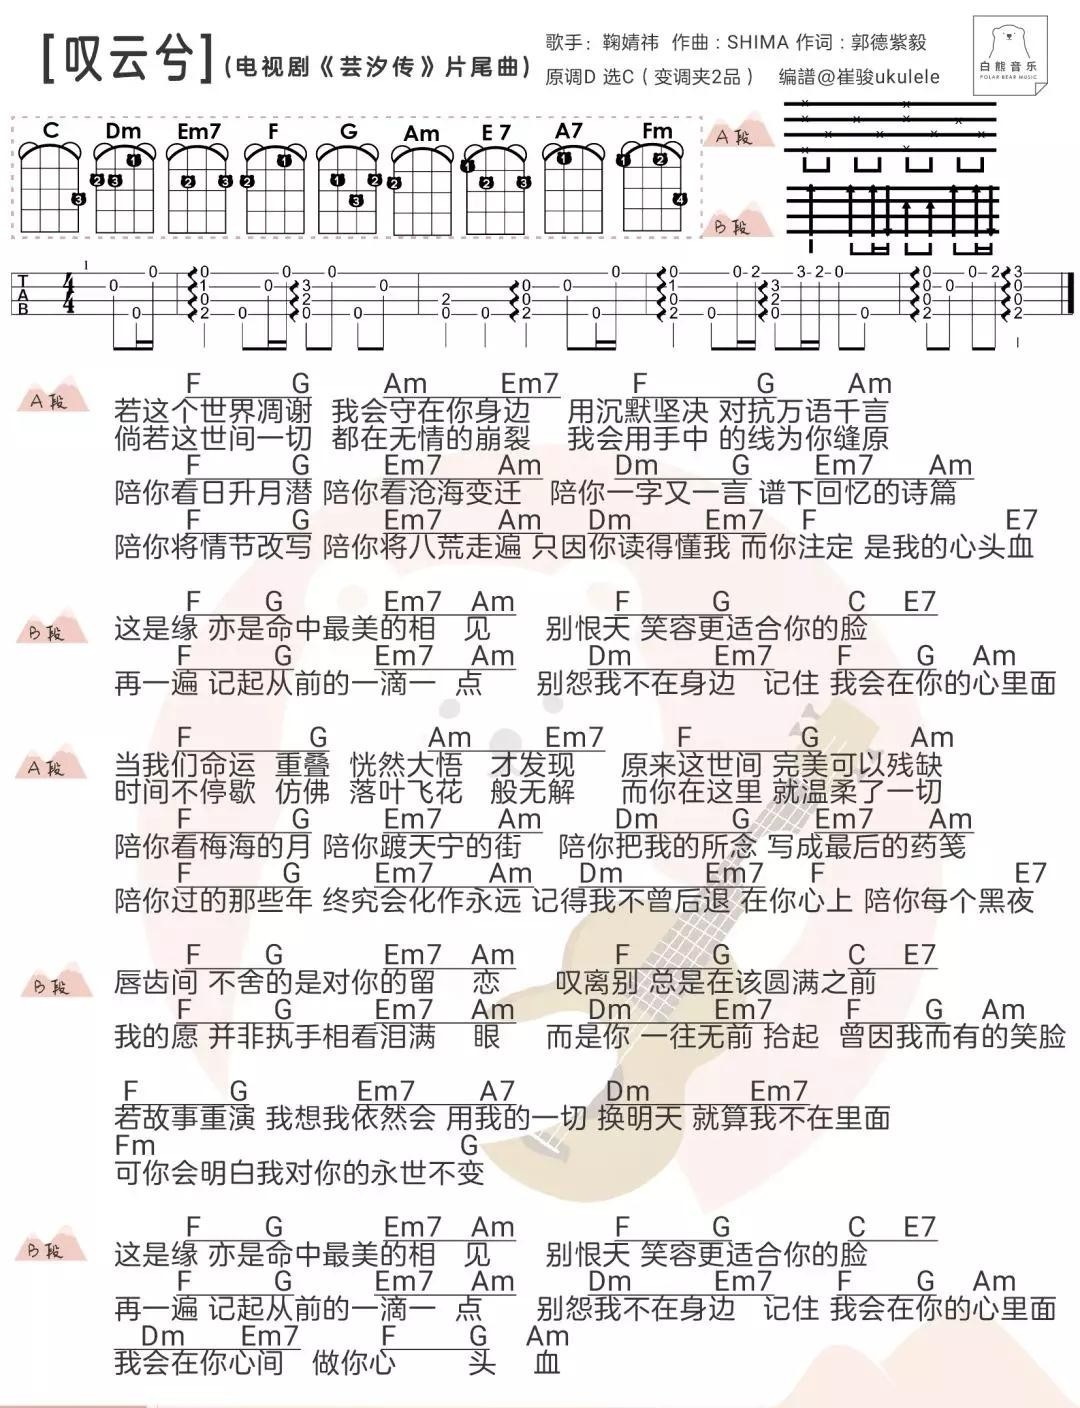 [叹云兮](电视剧《芸汐传》片尾曲)
歌手：鞠婧祎 作曲：SHIMA 作词：郭德紫毅
原调D 选C（变调夹2品） 编譜@崔骏ukulele
白熊音乐
POLAR BEAR MUSIC
C Dm Em7 F G Am E7 A7 Fm
A段
B段
A段
F G Am Em7 F G Am
若这个世界凋谢 我会守在你身边 用沉默坚决 对抗万语千言
倘若这世间一切 都在无情的崩裂 我会用手中 的线为你缝原
F G Em7 Am Dm G Em7 Am
陪你看日升月潜 陪你看沧海变迁 陪你一字又一言 谱下回忆的诗篇
F G Em7 Am Dm Em7 F E7
陪你将情节改写 陪你将八荒走遍 只因你读得懂我 而你注定 是我的心头血
B段
F G Em7 Am F G C E7
这是缘 亦是命中最美的相 见 别恨天 笑容更适合你的脸
F G Em7 Am Dm Em7 F G Am
再一遍 记起从前的一滴一 点 别怨我不在身边 记住 我会在你的心里面
A段
F G Am Em7 F G Am
当我们命运 重叠 恍然大悟 才发现 原来这世间 完美可以残缺
时间不停歇 仿佛 落叶飞花 般无解 而你在这里 就温柔了一切
F G Em7 Am Dm G Em7 Am
陪你看梅海的月 陪你踱天宁的街 陪你把我的所念 写成最后的药笺
F G Em7 Am Dm Em7 F E7
陪你过的那些年 终究会化作永远 记得我不曾后退 在你心上 陪你每个黑夜
B段
F G Em7 Am F G C E7
唇齿间 不舍的是对你的留 恋 叹离别 总是在该圆满之前
F G Em7 Am Dm Em7 F G Am
我的愿 并非执手相看泪满 眼 而是你 一往无前 拾起 曾因我而有的笑脸
F G Em7 A7 Dm Em7
若故事重演 我想我依然会 用我的一切 换明天 就算我不在里面
Fm G
可你会明白我对你的永世不变
B段
F G Em7 Am F G C E7
这是缘 亦是命中最美的相 见 别恨天 笑容更适合你的脸
F G Em7 Am Dm Em7 F G Am
再一遍 记起从前的一滴一 点 别怨我不在身边 记住 我会在你的心里面
Dm Em7 F G Am
我会在你心间 做你心 头 血